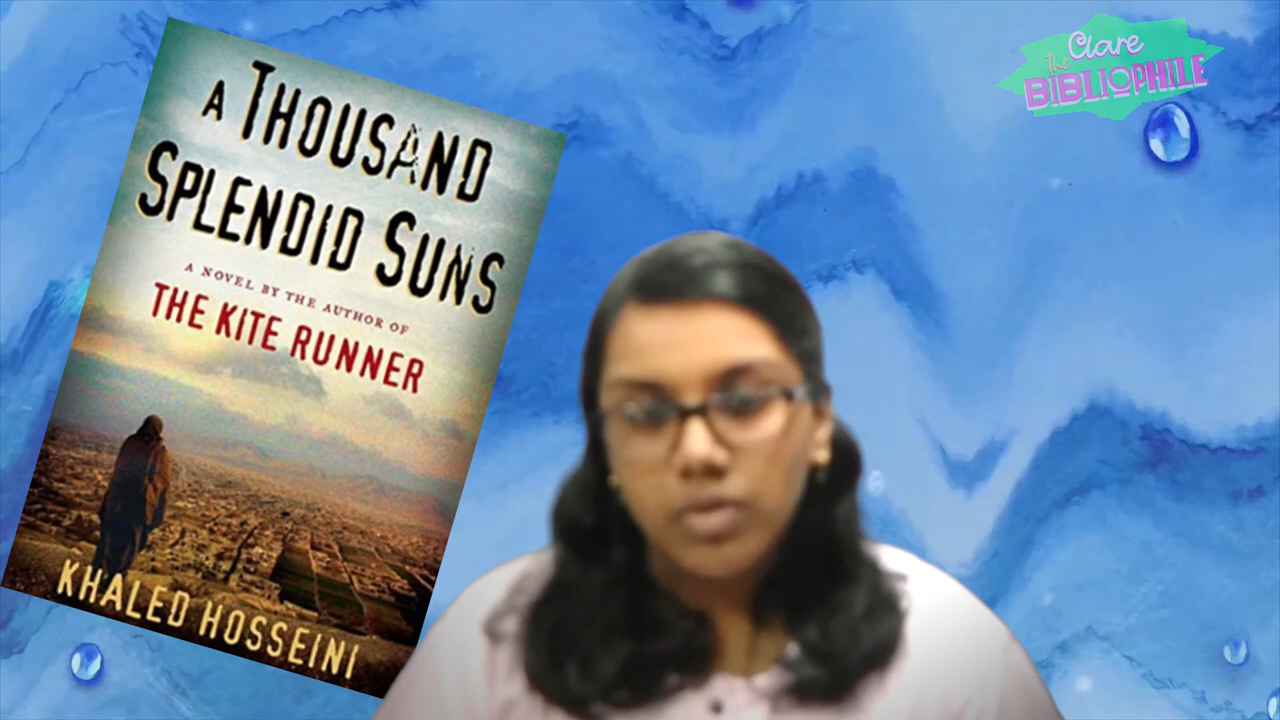 A THOUSAND
SPLENDID SUNS
A NOVEL BY THE AUTHOR OF
THE KITE RUNNER
KHALED HOSSEINI
Clare
The
BIBLIOPHILE